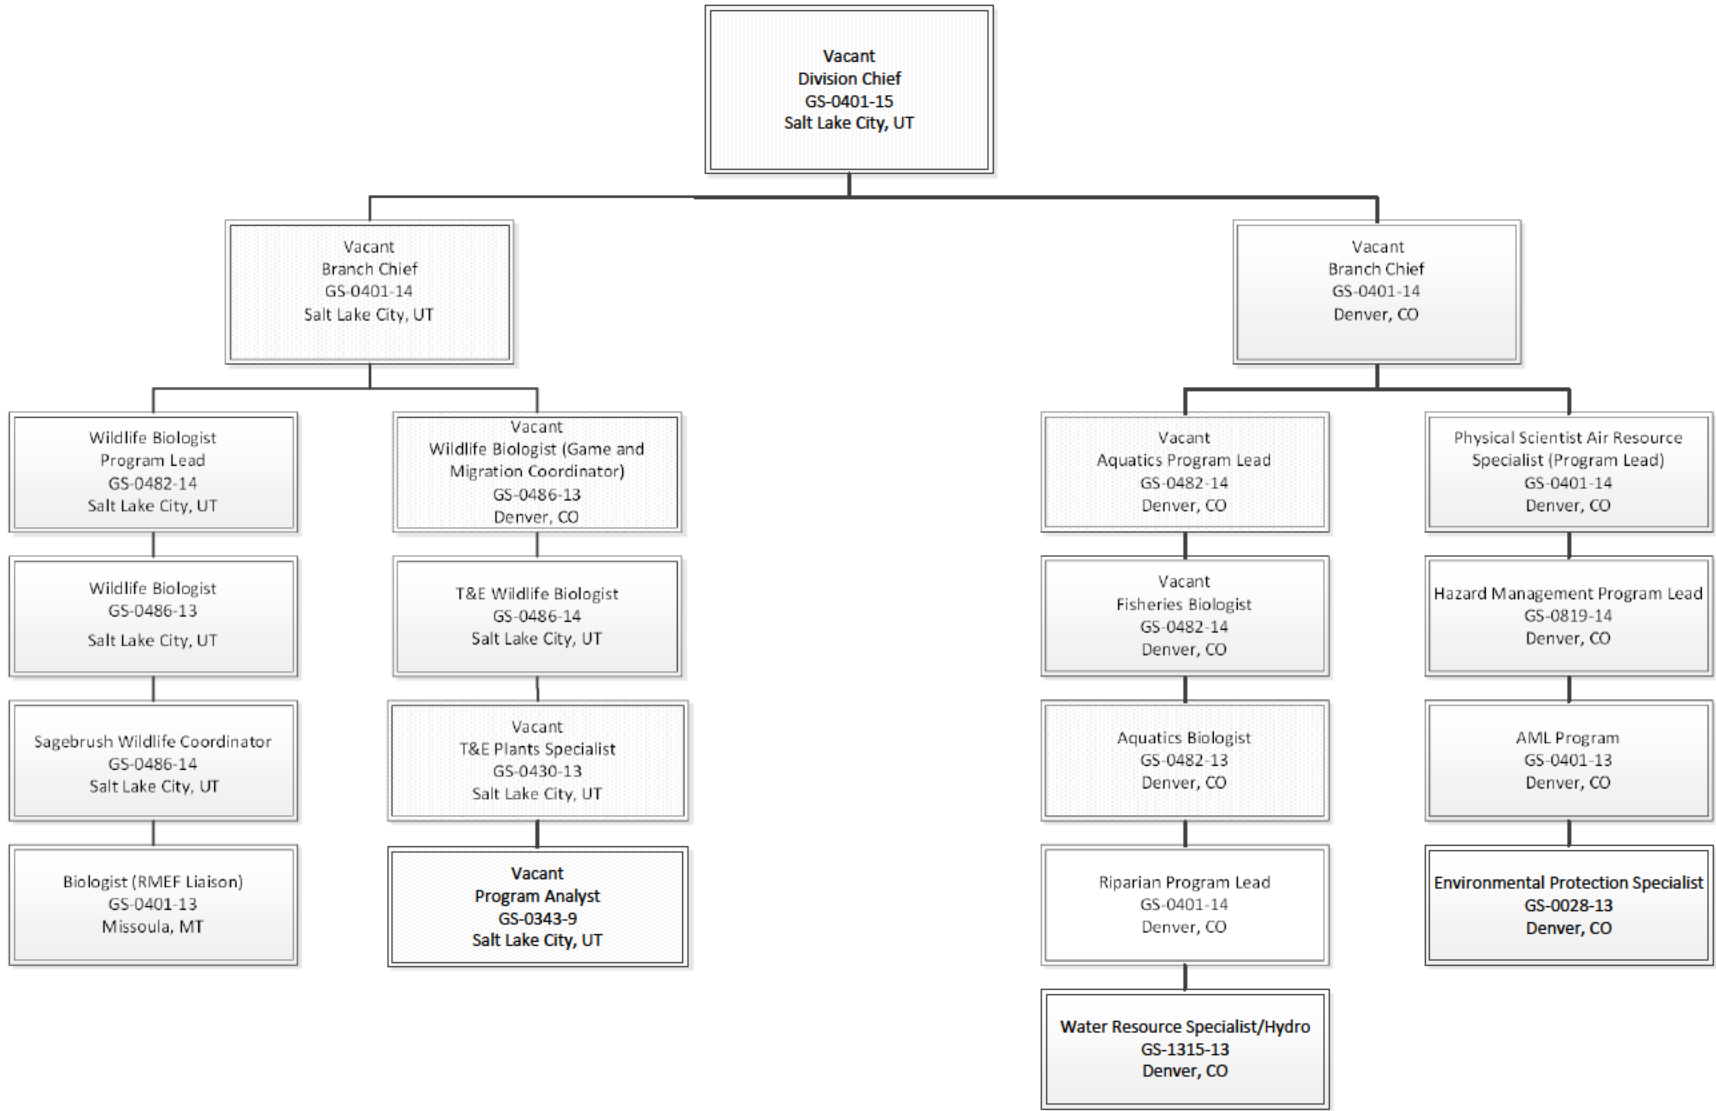 Vacant
Division Chief
GS-0401-15
Salt Lake City, UT
Vacant
Branch Chief
GS-0401-14
Salt Lake City, UT
Vacant
Branch Chief
GS-0401-14
Denver, CO
Wildlife Biologist
Program Lead
GS-0482-14
Salt Lake City, UT
Vacant
Wildlife Biologist (Game and
Migration Coordinator)
GS-0486-13
Denver, CO
Vacant
Aquatics Program Lead
GS-0482-14
Denver, CO
Physical Scientist Air Resource
Specialist (Program Lead)
GS-0401-14
Denver, CO
Wildlife Biologist
GS-0486-13
Salt Lake City, UT
T&E Wildlife Biologist
GS-0486-14
Salt Lake City, UT
Vacant
Fisheries Biologist
GS-0482-14
Denver, CO
Hazard Management Program Lead
GS-0819-14
Denver, CO
Sagebrush Wildlife Coordinator
GS-0486-14
Salt Lake City, UT
Vacant
T&E Plants Specialist
GS-0430-13
Salt Lake City, UT
Aquatics Biologist
GS-0482-13
Denver, CO
AML Program
GS-0401-13
Denver, CO
Biologist (RMEF Liaison)
GS-0401-13
Missoula, MT
Vacant
Program Analyst
GS-0343-9
Salt Lake City, UT
Riparian Program Lead
GS-0401-14
Denver, CO
Environmental Protection Specialist
GS-0028-13
Denver, CO
Water Resource Specialist/Hydro
GS-1315-13
Denver, CO